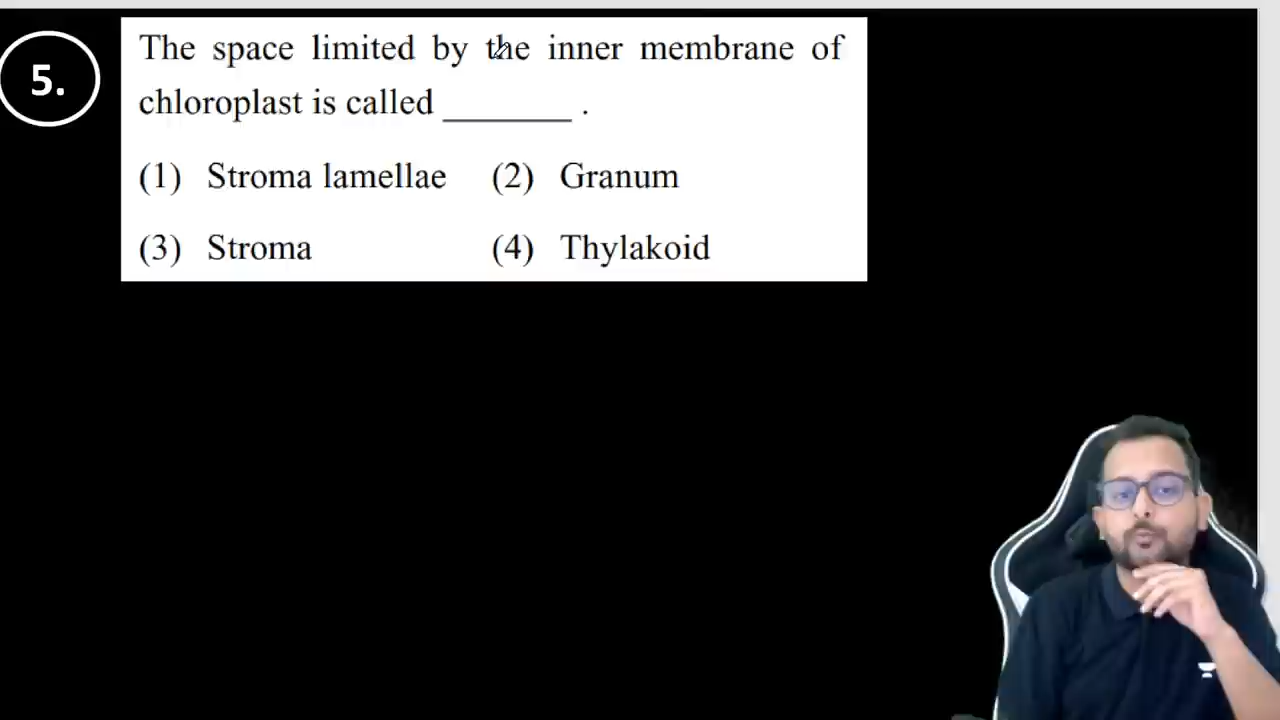 5.
The space limited by the inner membrane of
chloroplast is called _______ .
(1) Stroma lamellae (2) Granum
(3) Stroma (4) Thylakoid